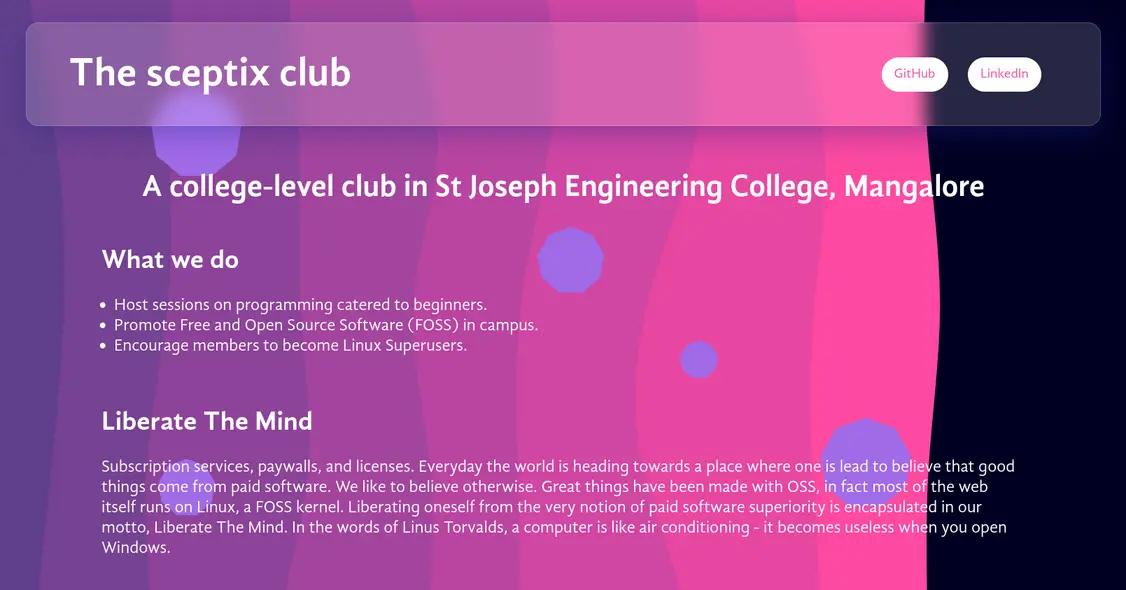 The sceptix club
GitHub
LinkedIn
A college-level club in St Joseph Engineering College, Mangalore
What we do
• Host sessions on programming catered to beginners.
• Promote Free and Open Source Software (FOSS) in campus.
• Encourage members to become Linux Superusers.
Liberate The Mind
Subscription services, paywalls, and licenses. Everyday the world is heading towards a place where one is lead to believe that good
things come from paid software. We like to believe otherwise. Great things have been made with OSS, in fact most of the web
itself runs on Linux, a FOSS kernel. Liberating oneself from the very notion of paid software superiority is encapsulated in our
motto, Liberate The Mind. In the words of Linus Torvalds, a computer is like air conditioning - it becomes useless when you open
Windows.